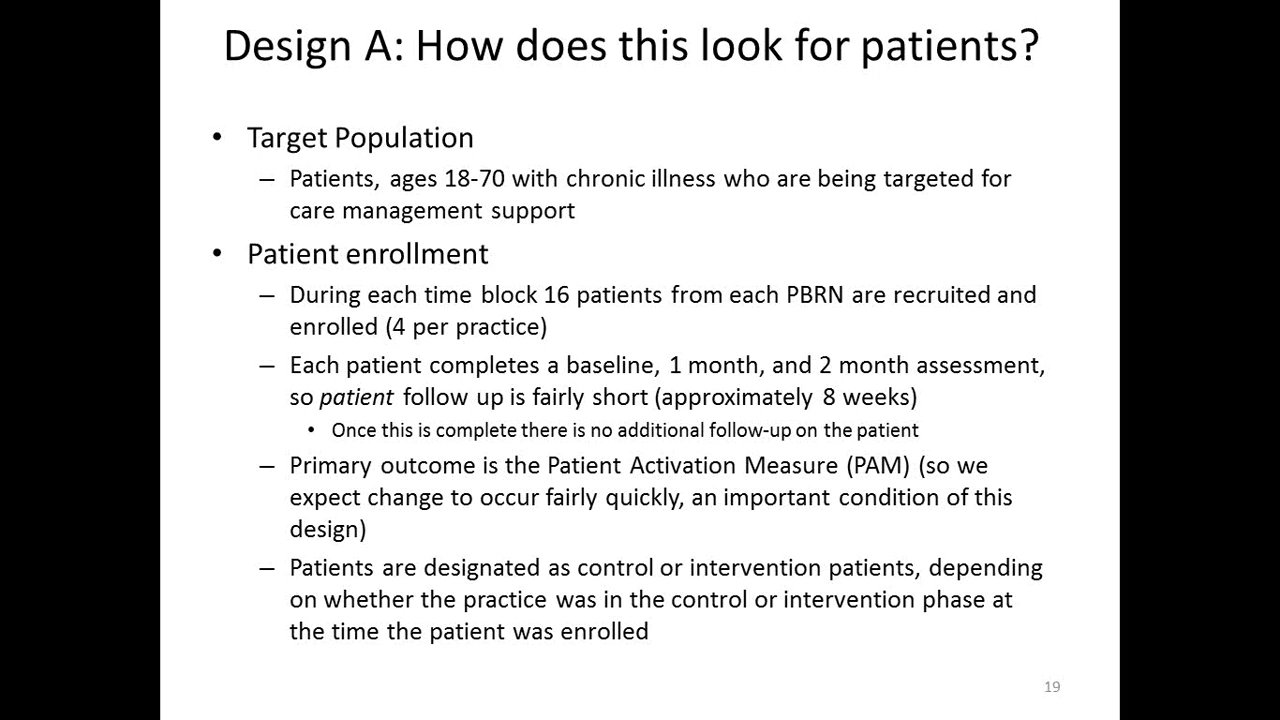 Design A: How does this look for patients?
• Target Population
– Patients, ages 18-70 with chronic illness who are being targeted for
care management support
• Patient enrollment
– During each time block 16 patients from each PBRN are recruited and
enrolled (4 per practice)
– Each patient completes a baseline, 1 month, and 2 month assessment,
so patient follow up is fairly short (approximately 8 weeks)
• Once this is complete there is no additional follow-up on the patient
– Primary outcome is the Patient Activation Measure (PAM) (so we
expect change to occur fairly quickly, an important condition of this
design)
– Patients are designated as control or intervention patients, depending
on whether the practice was in the control or intervention phase at
the time the patient was enrolled
19